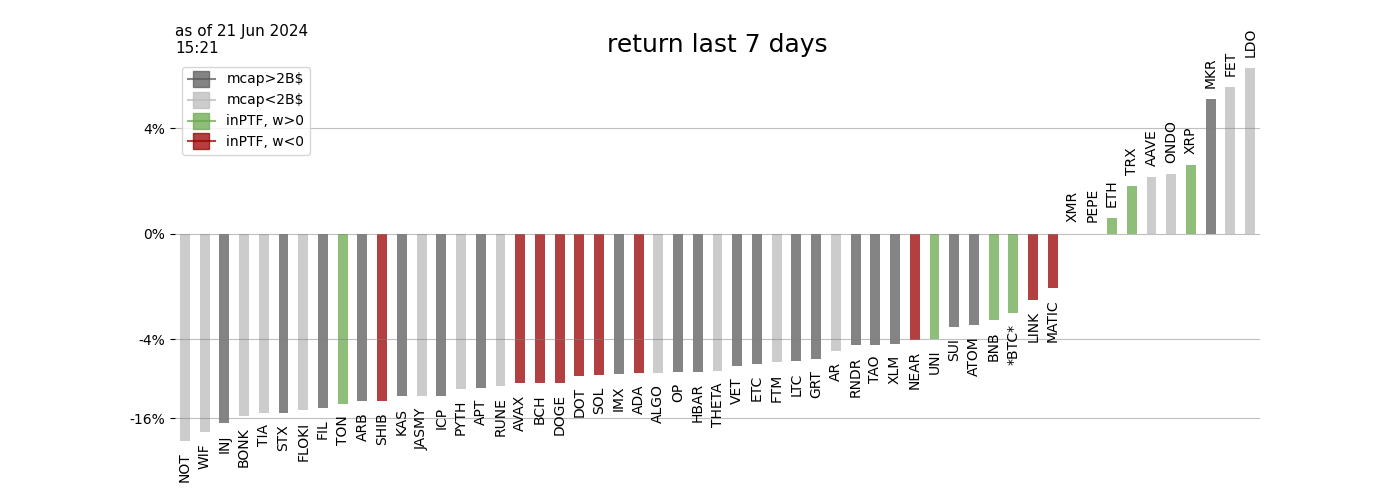 as of 21 Jun 2024
15:21
return last 7 days
mcap>2B$
mcap<2B$
inPTF, w>0
inPTF, w<0
4%
0%
-4%
-16%
NOT
WIF
INJ
BONK
TIA
STX
FLOKI
FIL
TON
ARB
SHIB
KAS
JASMY
ICP
PYTH
APT
RUNE
AVAX
BCH
DOGE
DOT
SOL
IMX
ADA
ALGO
OP
HBAR
THETA
VET
ETC
FTM
LTC
GRT
AR
RNDR
TAO
XLM
NEAR
UNI
SUI
ATOM
BNB
*BTC*
LINK
MATIC
XMR
PEPE
ETH
TRX
AAVE
ONDO
XRP
MKR
FET
LDO